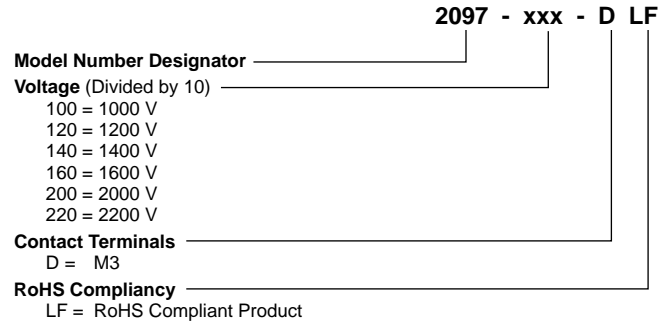 2097 - xxx - D LF
Model Number Designator
Voltage (Divided by 10)
100 = 1000 V
120 = 1200 V
140 = 1400 V
160 = 1600 V
200 = 2000 V
220 = 2200 V
Contact Terminals
D = M3
RoHS Compliancy
LF = RoHS Compliant Product